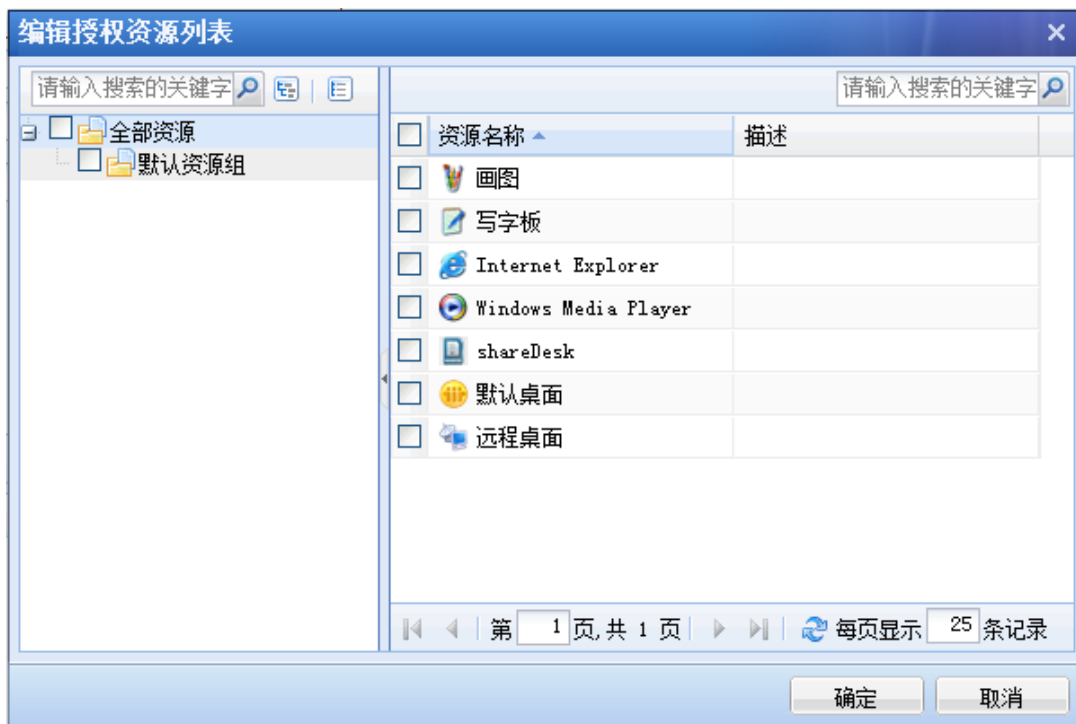 编辑授权资源列表
请输入搜索的关键字
请输入搜索的关键字
全部资源
默认资源组
资源名称 描述
画图
写字板
Internet Explorer
Windows Media Player
shareDesk
默认桌面
远程桌面
第 1 页,共 1 页 每页显示 25 条记录
确定 取消